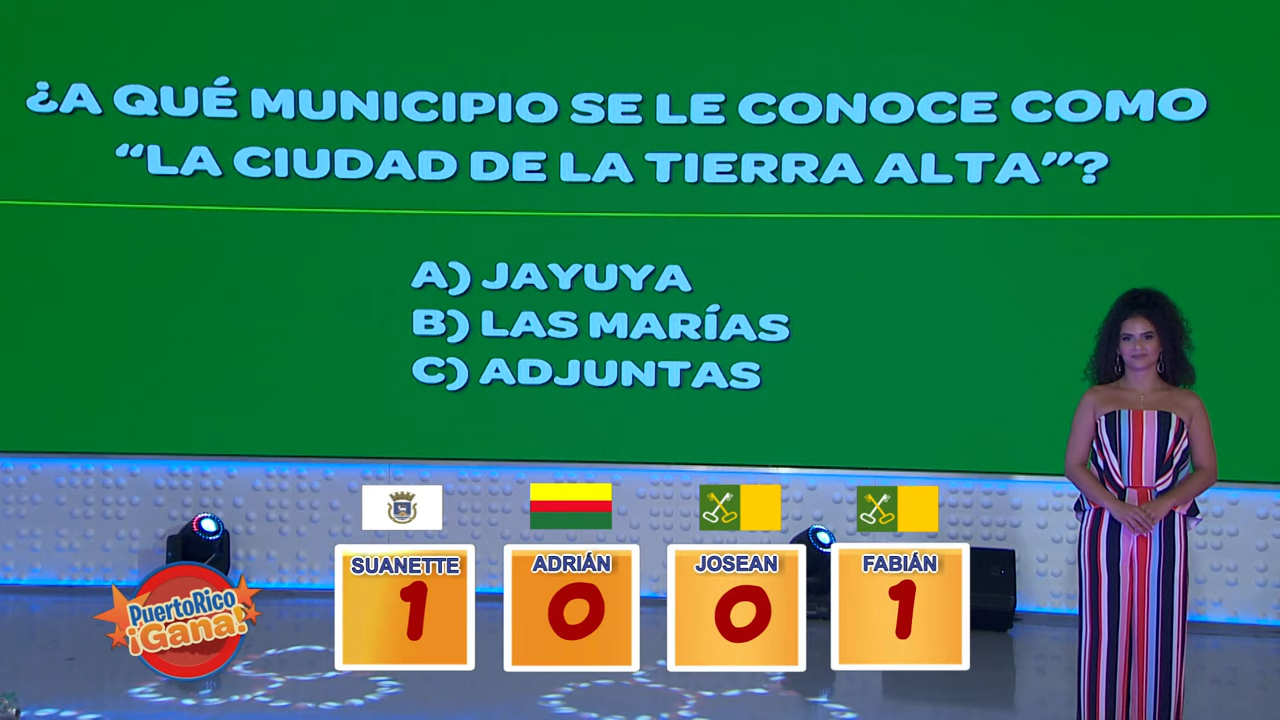 ¿A QUÉ MUNICIPIO SE LE CONOCE COMO
“LA CIUDAD DE LA TIERRA ALTA”?
A) JAYUYA
B) LAS MARÍAS
C) ADJUNTAS
SUANETTE
ADRIÁN
JOSEAN
FABIÁN
1
0
0
1
PuertoRico
¡Gana!